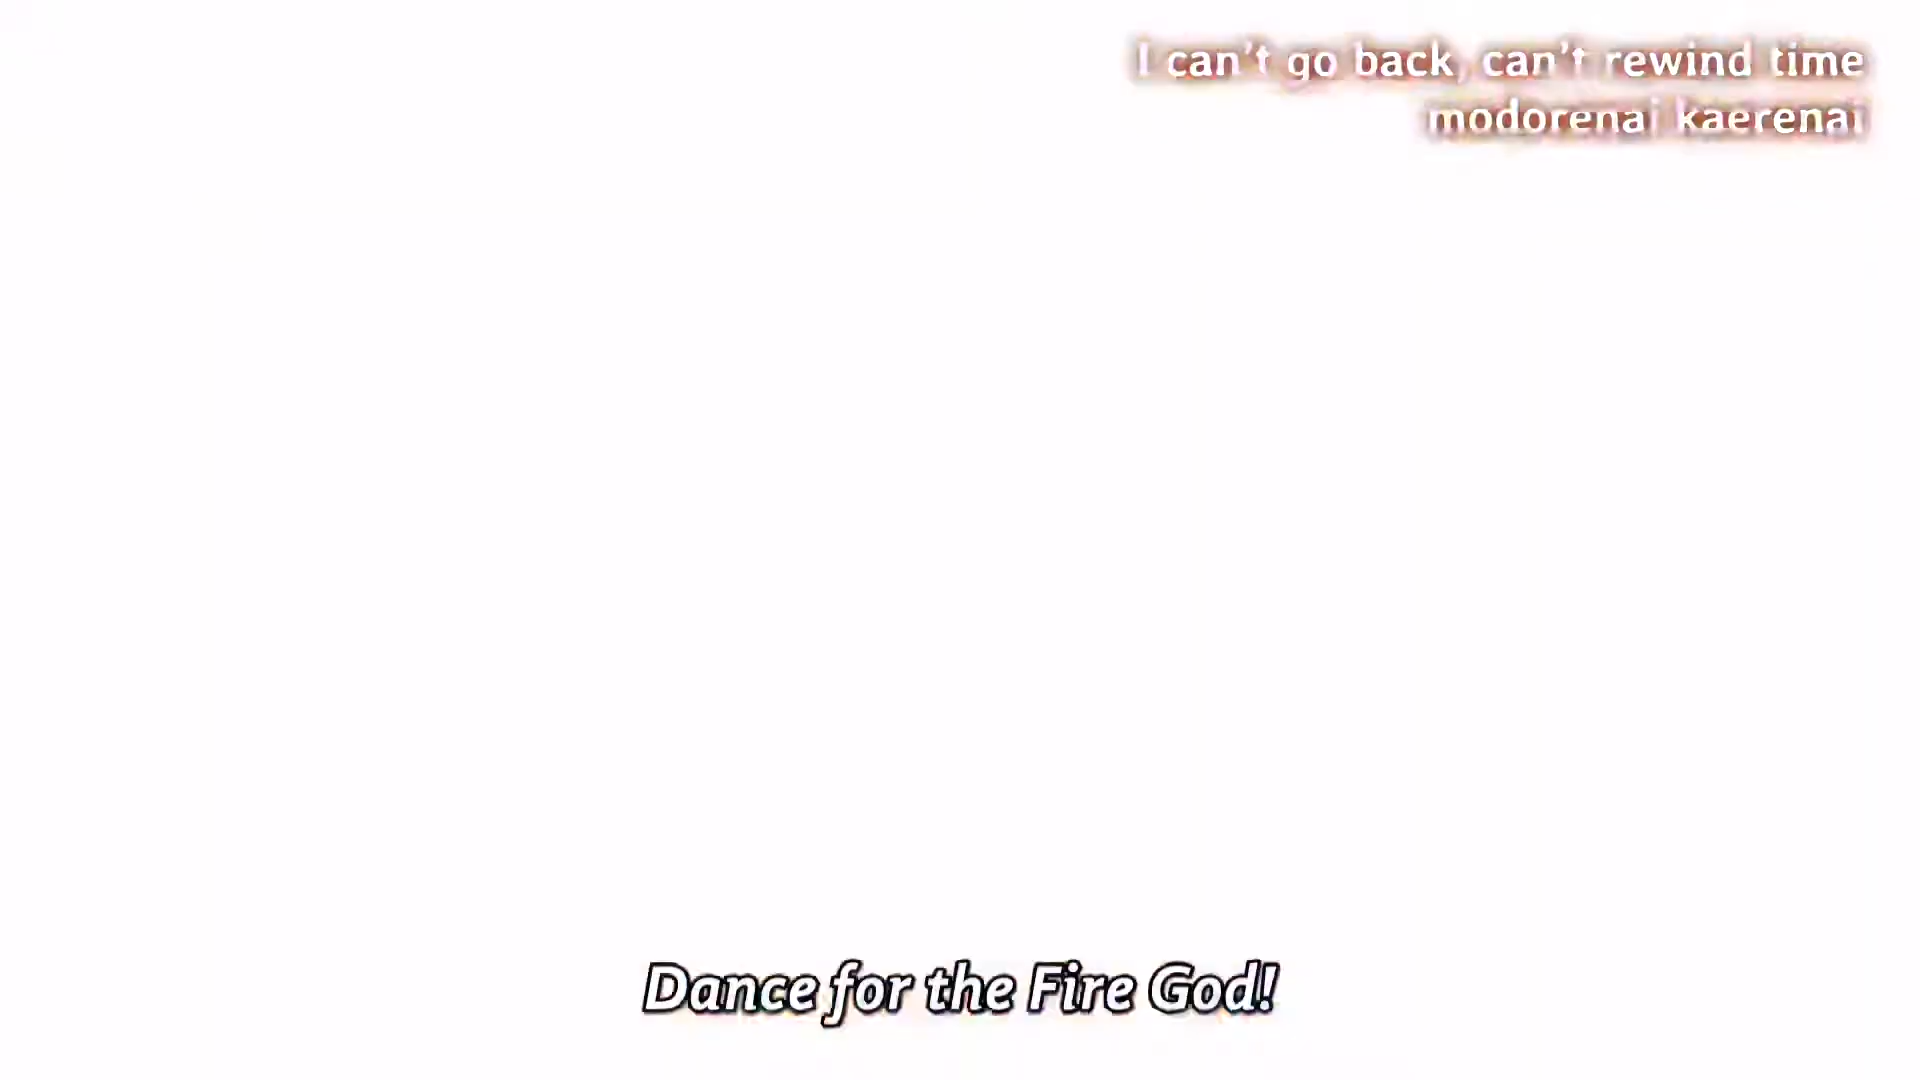 I can't go back, can't rewind time
modorenai kaerenai
Dance for the Fire God!